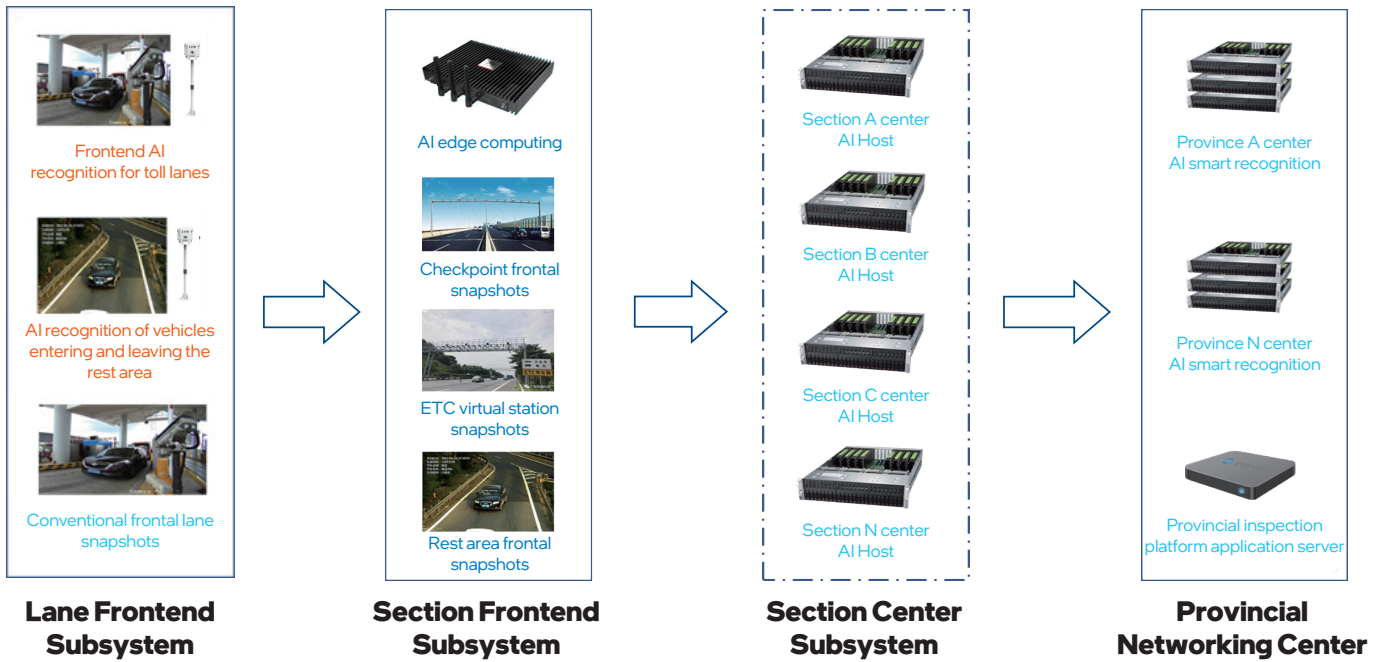 Frontend AI
recognition for toll lanes
AI recognition of vehicles
entering and leaving the
rest area
Conventional frontal lane
snapshots
Lane Frontend
Subsystem
AI edge computing
Checkpoint frontal
snapshots
ETC virtual station
snapshots
Rest area frontal
snapshots
Section Frontend
Subsystem
Section A center
AI Host
Section B center
AI Host
Section C center
AI Host
Section N center
AI Host
Section Center
Subsystem
Province A center
AI smart recognition
Province N center
AI smart recognition
Provincial inspection
platform application server
Provincial
Networking Center